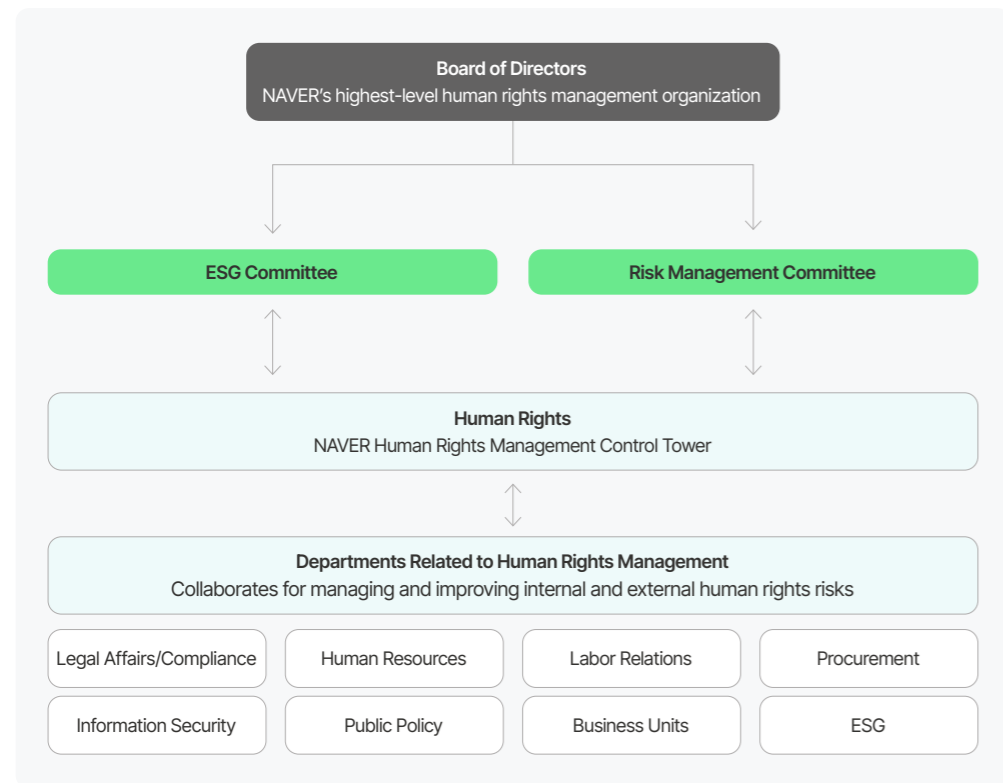 Board of Directors
NAVER's highest-level human rights management organization
ESG Committee
Risk Management Committee
Human Rights
NAVER Human Rights Management Control Tower
Departments Related to Human Rights Management
Collaborates for managing and improving internal and external human rights risks
Legal Affairs/Compliance
Human Resources
Labor Relations
Procurement
Information Security
Public Policy
Business Units
ESG